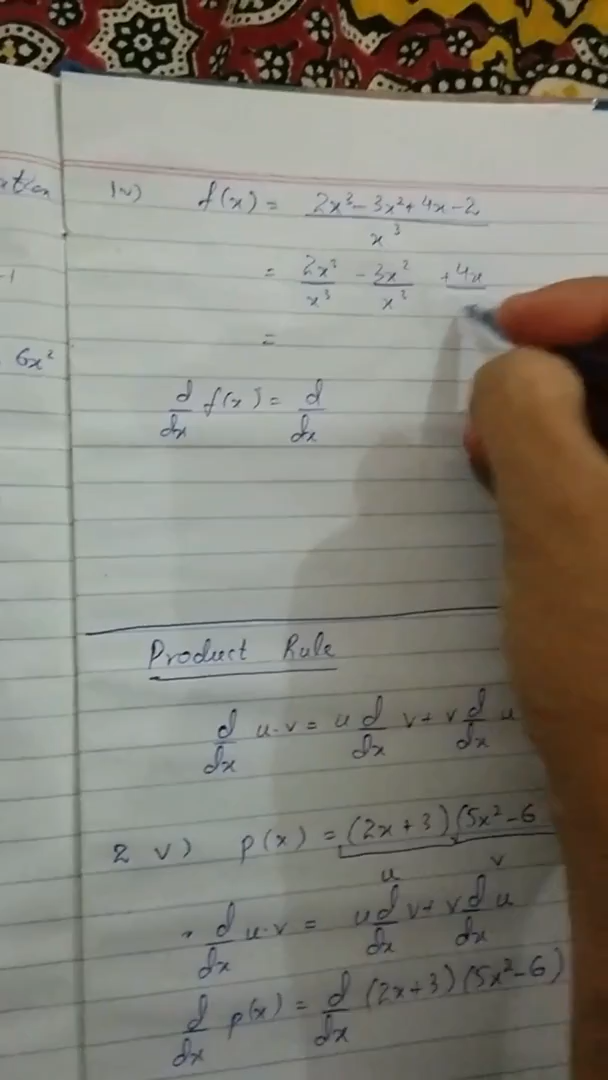 iv) f(x) = 2x³ - 3x² + 4x - 2 / x³
= 2x³/x³ - 3x²/x³ + 4x
=
6x²
d/dx f(x) = d/dx
Product Rule
d/dx u·v = u d/dx v + v d/dx u
2 v) p(x) = (2x+3)(5x²-6
u v
d/dx u·v = u d/dx v + v d/dx u
d/dx p(x) = d/dx (2x+3)(5x²-6)